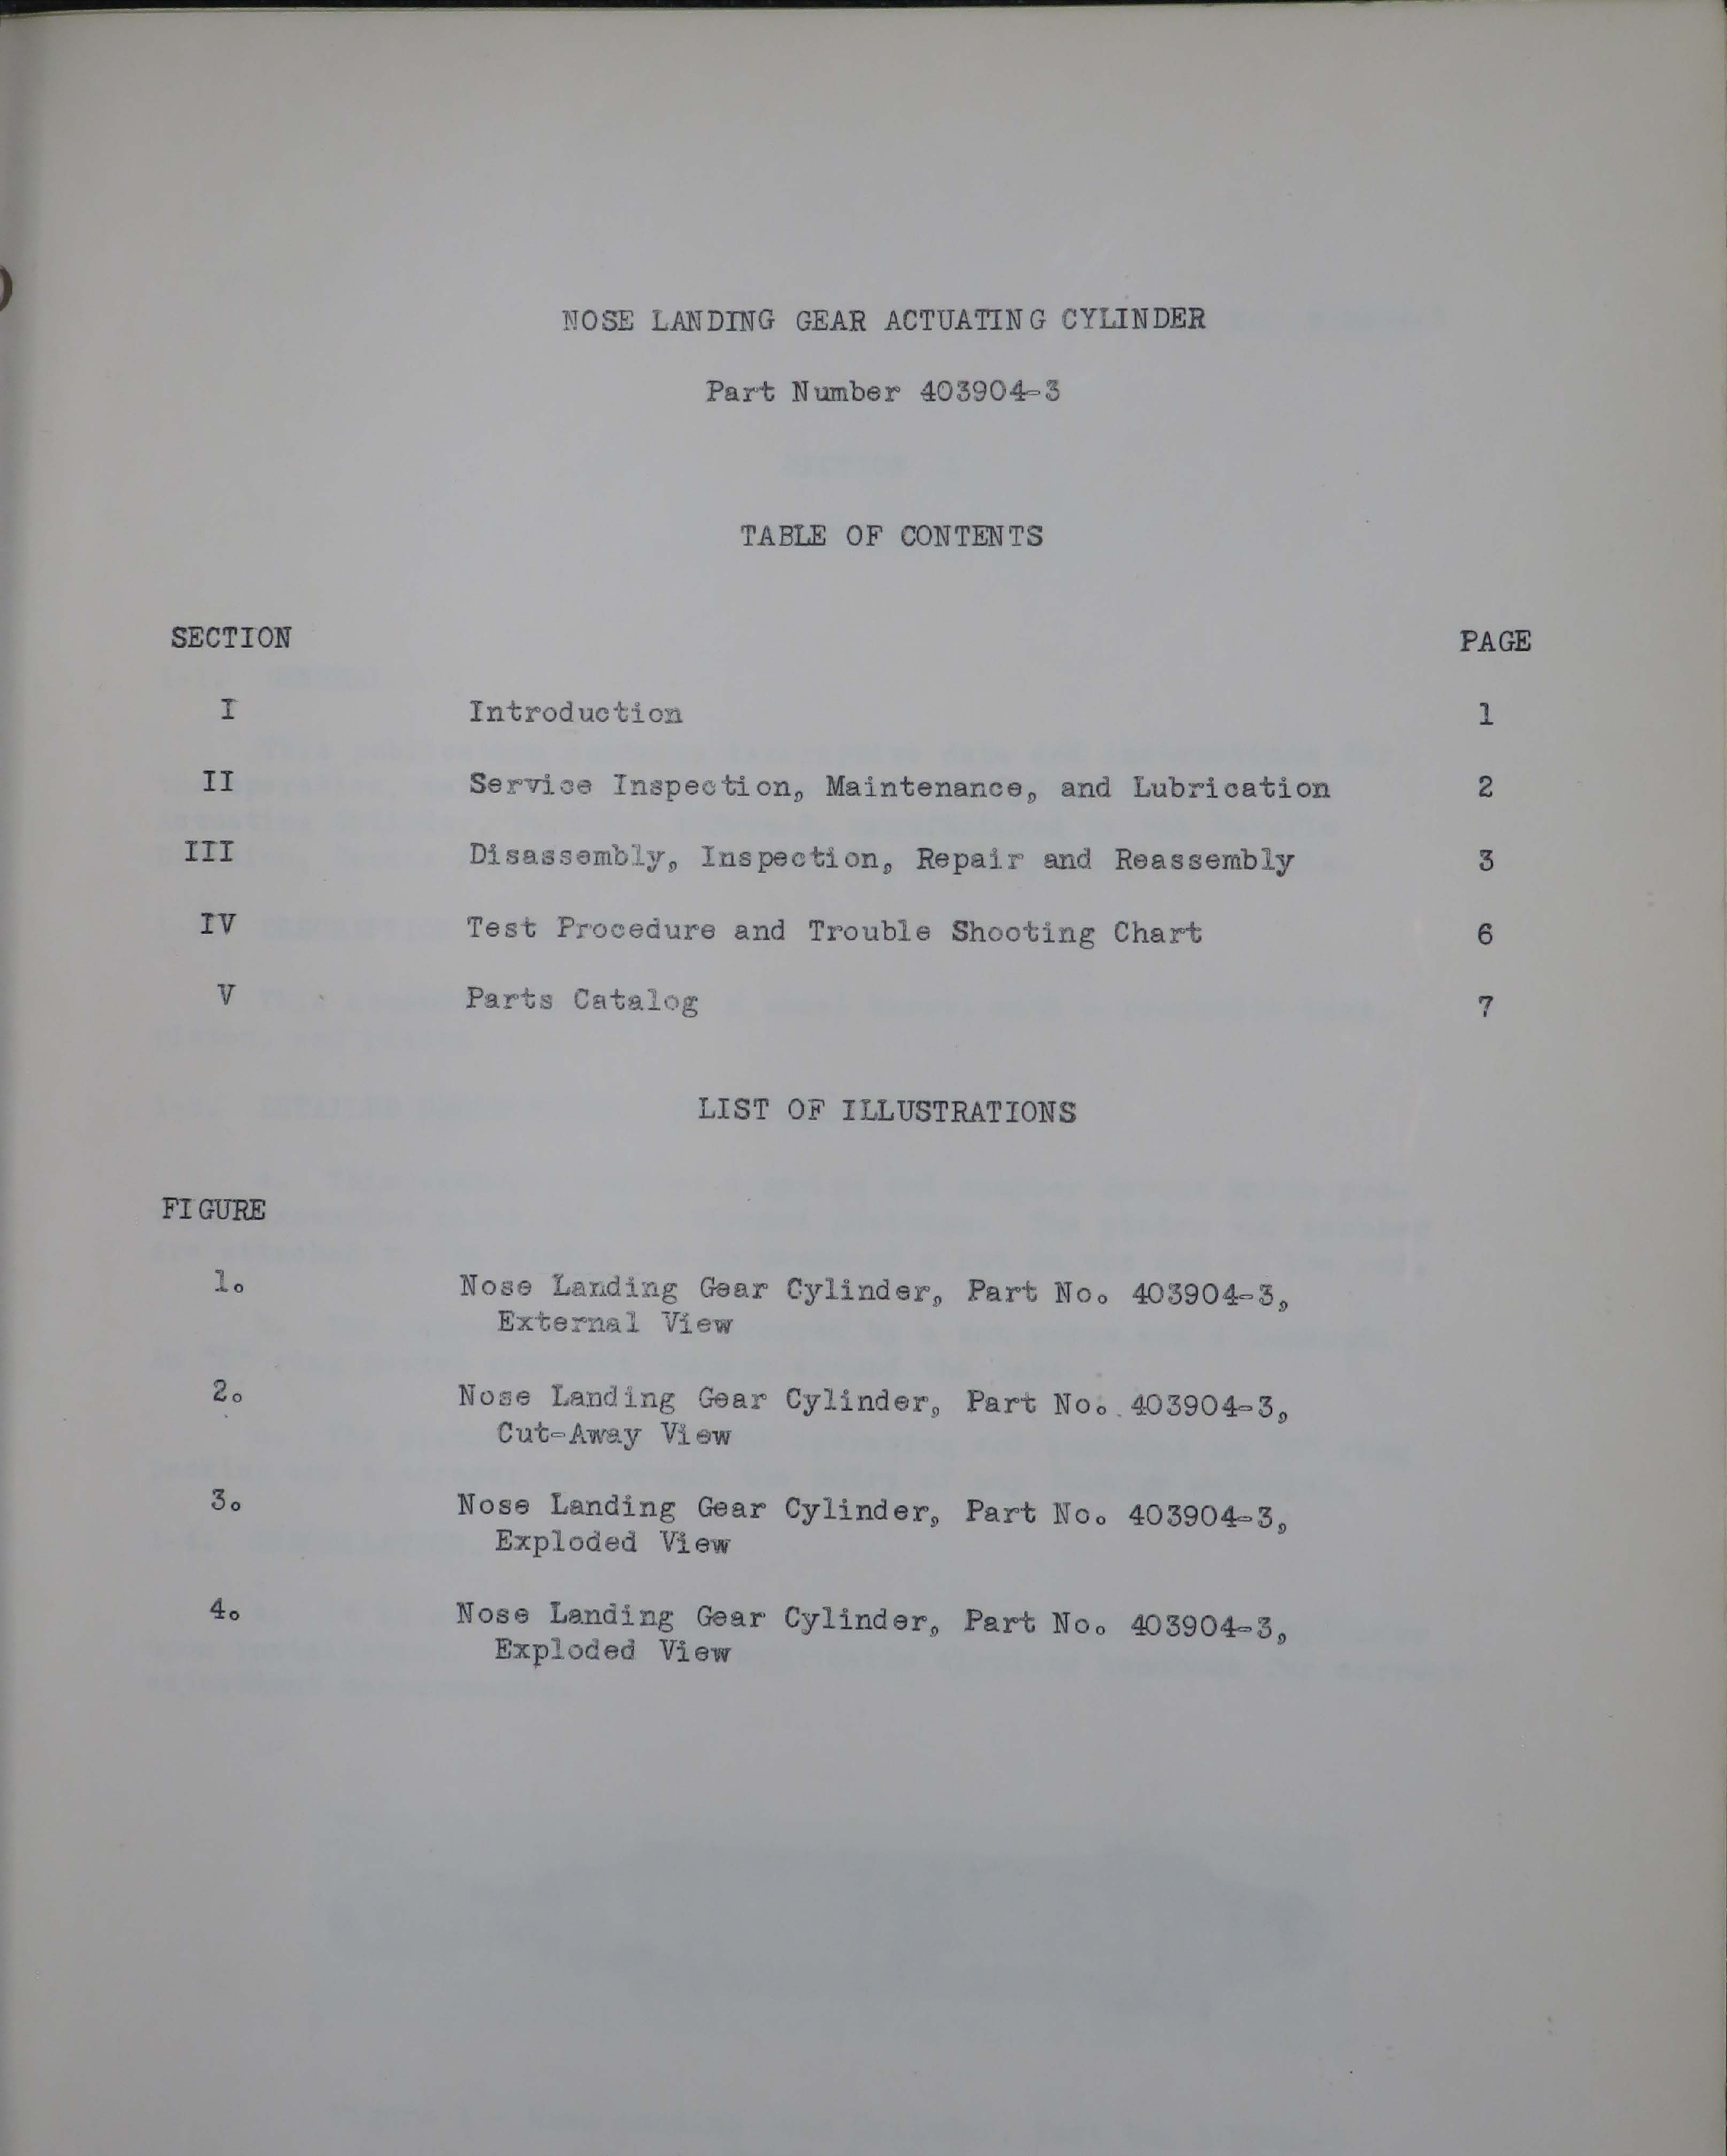 NOSE LANDING GEAR ACTUATING CYLINDER
Part Number 403904-3
TABLE OF CONTENTS
SECTION PAGE
I Introduction 1
II Service Inspection, Maintenance, and Lubrication 2
III Disassembly, Inspection, Repair and Reassembly 3
IV Test Procedure and Trouble Shooting Chart 6
V Parts Catalog 7
LIST OF ILLUSTRATIONS
FIGURE
1. Nose Landing Gear Cylinder, Part No. 403904-3,
External View
2. Nose Landing Gear Cylinder, Part No. 403904-3,
Cut-Away View
3. Nose Landing Gear Cylinder, Part No. 403904-3,
Exploded View
4. Nose Landing Gear Cylinder, Part No. 403904-3,
Exploded View